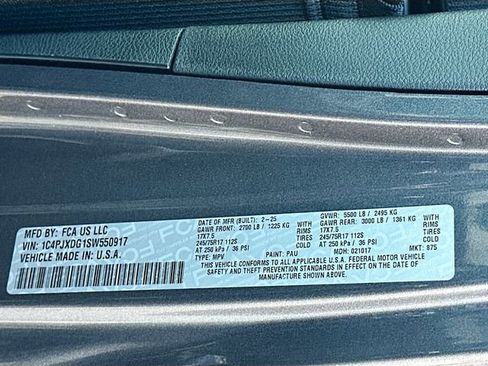 MFD BY: FCA US LLC
VIN: 1C4PJXDG1SW550917
VEHICLE MADE IN: U.S.A.
DATE OF MFR (BUILT): 2-25
GAWR FRONT: 2700 LB / 1225 KG WITH
17X7.5 RIMS
245/75R17 112S TIRES
AT 250 kPa / 36 PSI COLD
TYPE: MPV PAINT: PAU
GVWR: 5500 LB / 2495 KG
GAWR REAR: 3000 LB / 1361 KG WITH
17X7.5 RIMS
245/75R17 112S TIRES
AT 250 kPa / 36 PSI COLD
MDH: 021017 MKT: 875
THIS VEHICLE CONFORMS TO ALL APPLICABLE U.S.A. FEDERAL MOTOR VEHICLE
SAFETY, BUMPER, AND THEFT PREVENTION STANDARDS IN EFFECT ON THE DATE OF
MANUFACTURE SHOWN ABOVE.